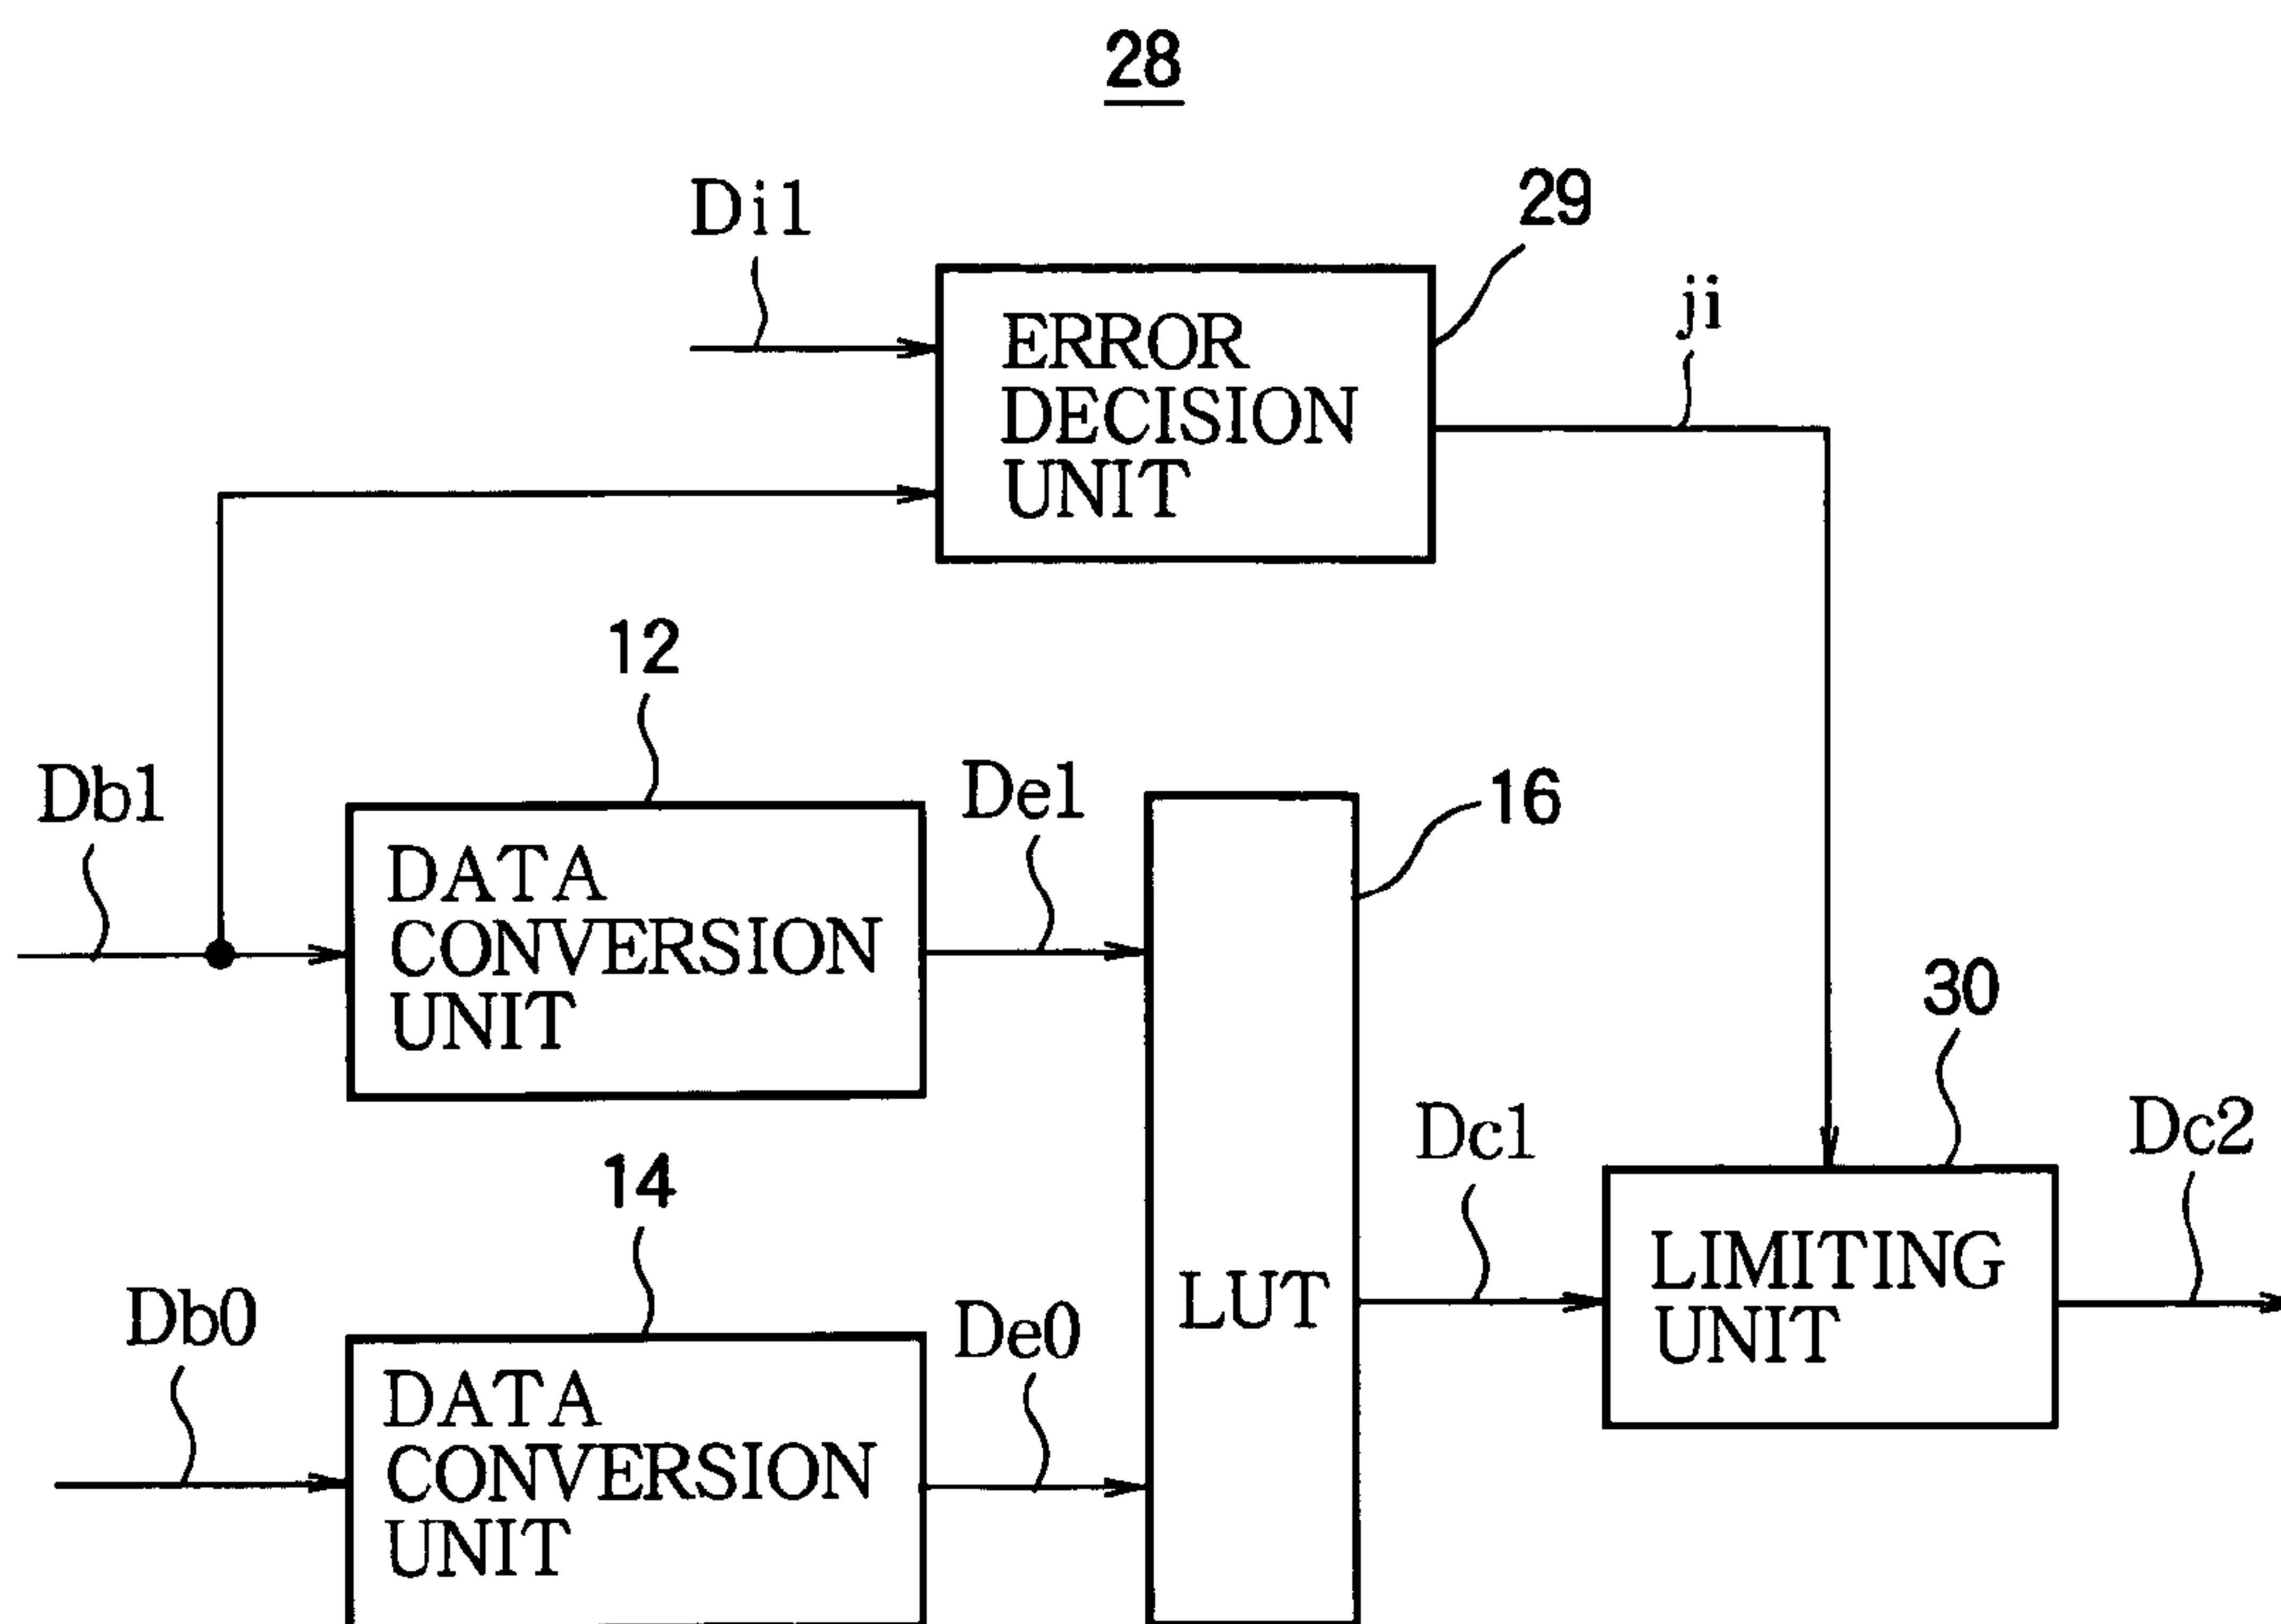 28
Di1
29
ERROR
DECISION
UNIT
ji
12
Db1
DATA
CONVERSION
UNIT
De1
16
30
14
Db0
DATA
CONVERSION
UNIT
De0
LUT
Dc1
LIMITING
UNIT
Dc2